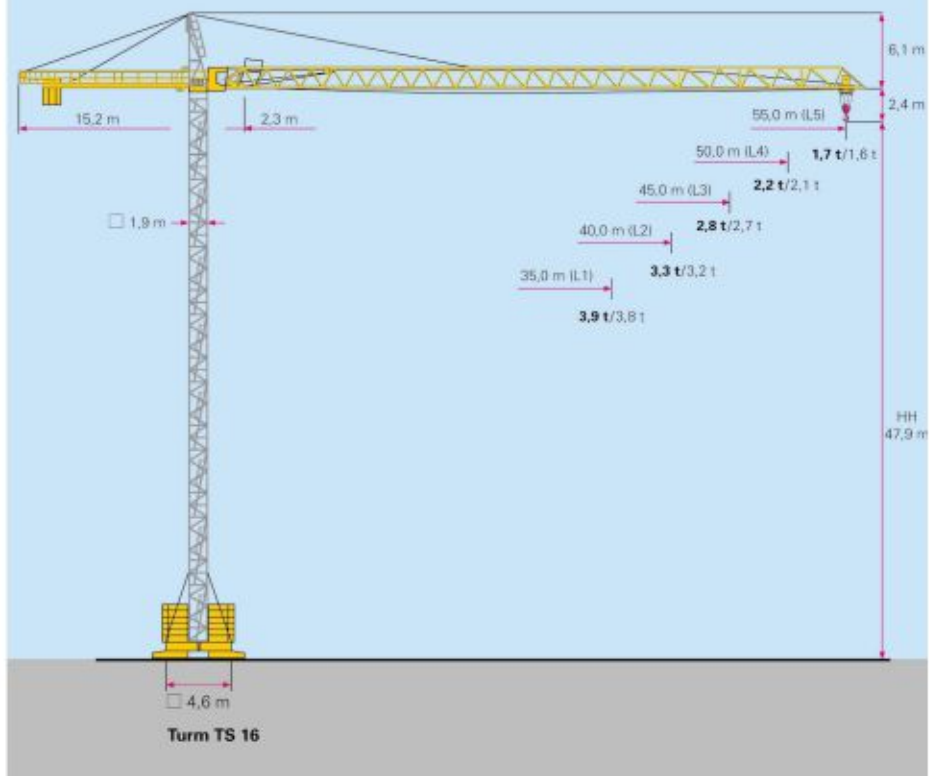 6,1 m
2,4 m
15,2 m
2,3 m
55,0 m (L5)
1,7 t/1,6 t
50,0 m (L4)
2,2 t/2,1 t
45,0 m (L3)
2,8 t/2,7 t
□ 1,9 m
40,0 m (L2)
3,3 t/3,2 t
35,0 m (L1)
3,9 t/3,8 t
HH
47,9 m
□ 4,6 m
Turm TS 16